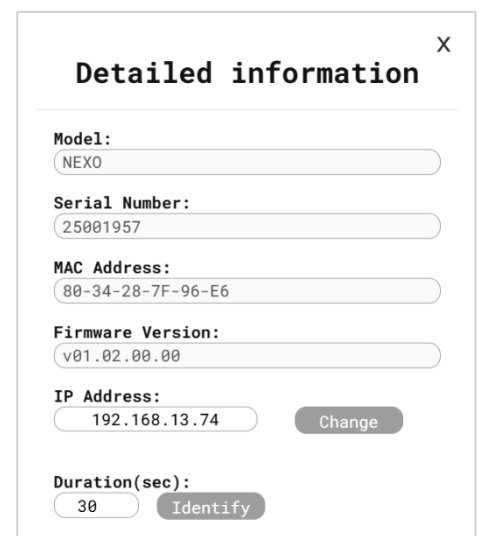 X
Detailed information
Model:
NEXO
Serial Number:
25001957
MAC Address:
80-34-28-7F-96-E6
Firmware Version:
v01.02.00.00
IP Address:
192.168.13.74 Change
Duration(sec):
30 Identify